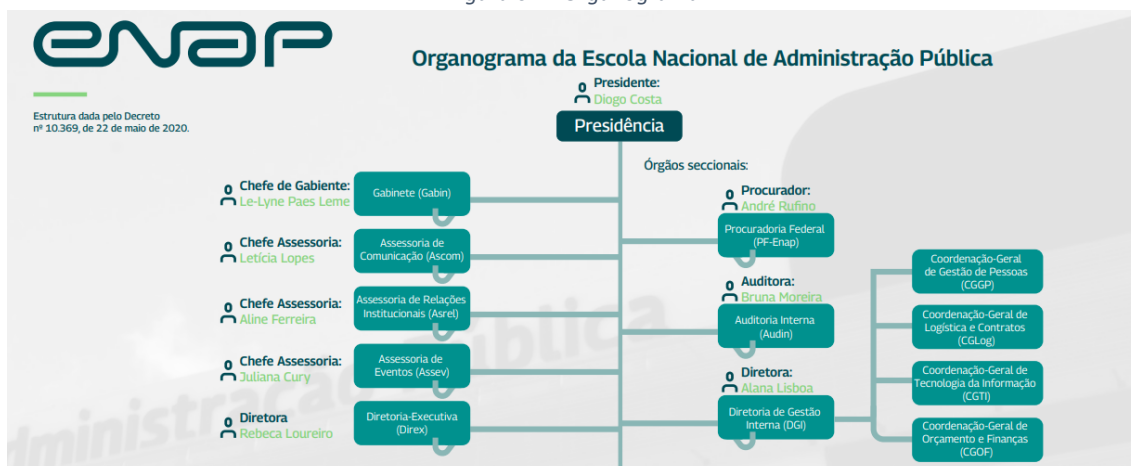 enap
Organograma da Escola Nacional de Administração Pública
Estrutura dada pelo Decreto
nº 10.369, de 22 de maio de 2020.
Presidente:
Diogo Costa
Presidência
Órgãos seccionais:
Chefe de Gabiente:
Le-Lyne Paes Leme
Gabinete (Gabin)
Chefe Assessoria:
Letícia Lopes
Assessoria de
Comunicação (Ascom)
Chefe Assessoria:
Aline Ferreira
Assessoria de Relações
Institucionais (Asrel)
Chefe Assessoria:
Juliana Cury
Assessoria de
Eventos (Assev)
Diretora
Rebeca Loureiro
Diretoria-Executiva
(Direx)
Procurador:
André Rufino
Procuradoria Federal
(PF-Enap)
Auditora:
Bruna Moreira
Auditoria Interna
(Audin)
Diretora:
Alana Lisboa
Diretoria de Gestão
Interna (DGI)
Coordenação-Geral
de Gestão de Pessoas
(CGGP)
Coordenação-Geral de
Logística e Contratos
(CGLog)
Coordenação-Geral de
Tecnologia da Informação
(CGTI)
Coordenação-Geral de
Orçamento e Finanças
(CGOF)